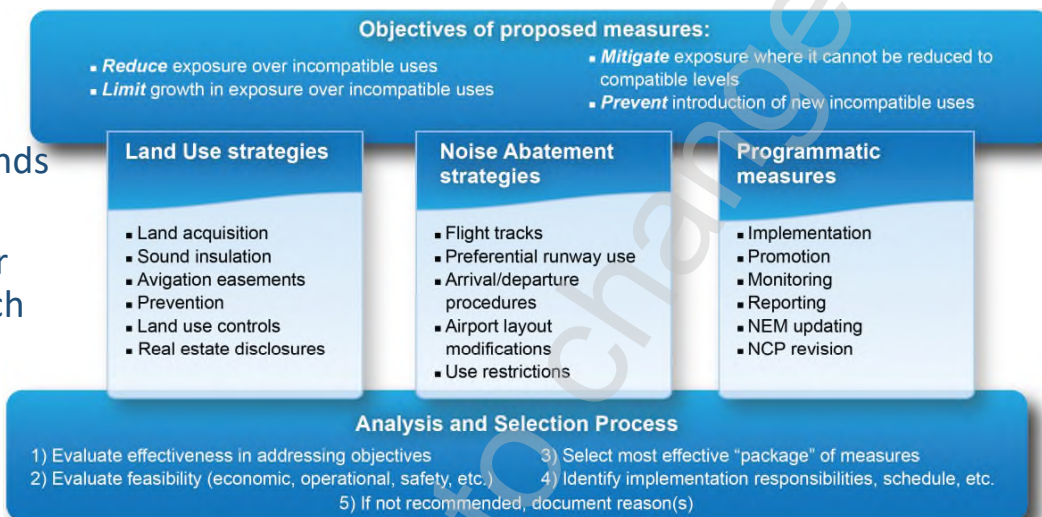 Objectives of proposed measures:
▪ Reduce exposure over incompatible uses
▪ Limit growth in exposure over incompatible uses
▪ Mitigate exposure where it cannot be reduced to
compatible levels
▪ Prevent introduction of new incompatible uses
nds
r
ch
Land Use strategies
▪ Land acquisition
▪ Sound insulation
▪ Avigation easements
▪ Prevention
▪ Land use controls
▪ Real estate disclosures
Noise Abatement
strategies
▪ Flight tracks
▪ Preferential runway use
▪ Arrival/departure
procedures
▪ Airport layout
modifications
▪ Use restrictions
Programmatic
measures
▪ Implementation
▪ Promotion
▪ Monitoring
▪ Reporting
▪ NEM updating
▪ NCP revision
Analysis and Selection Process
1) Evaluate effectiveness in addressing objectives
2) Evaluate feasibility (economic, operational, safety, etc.)
3) Select most effective “package” of measures
4) Identify implementation responsibilities, schedule, etc.
5) If not recommended, document reason(s)
to change